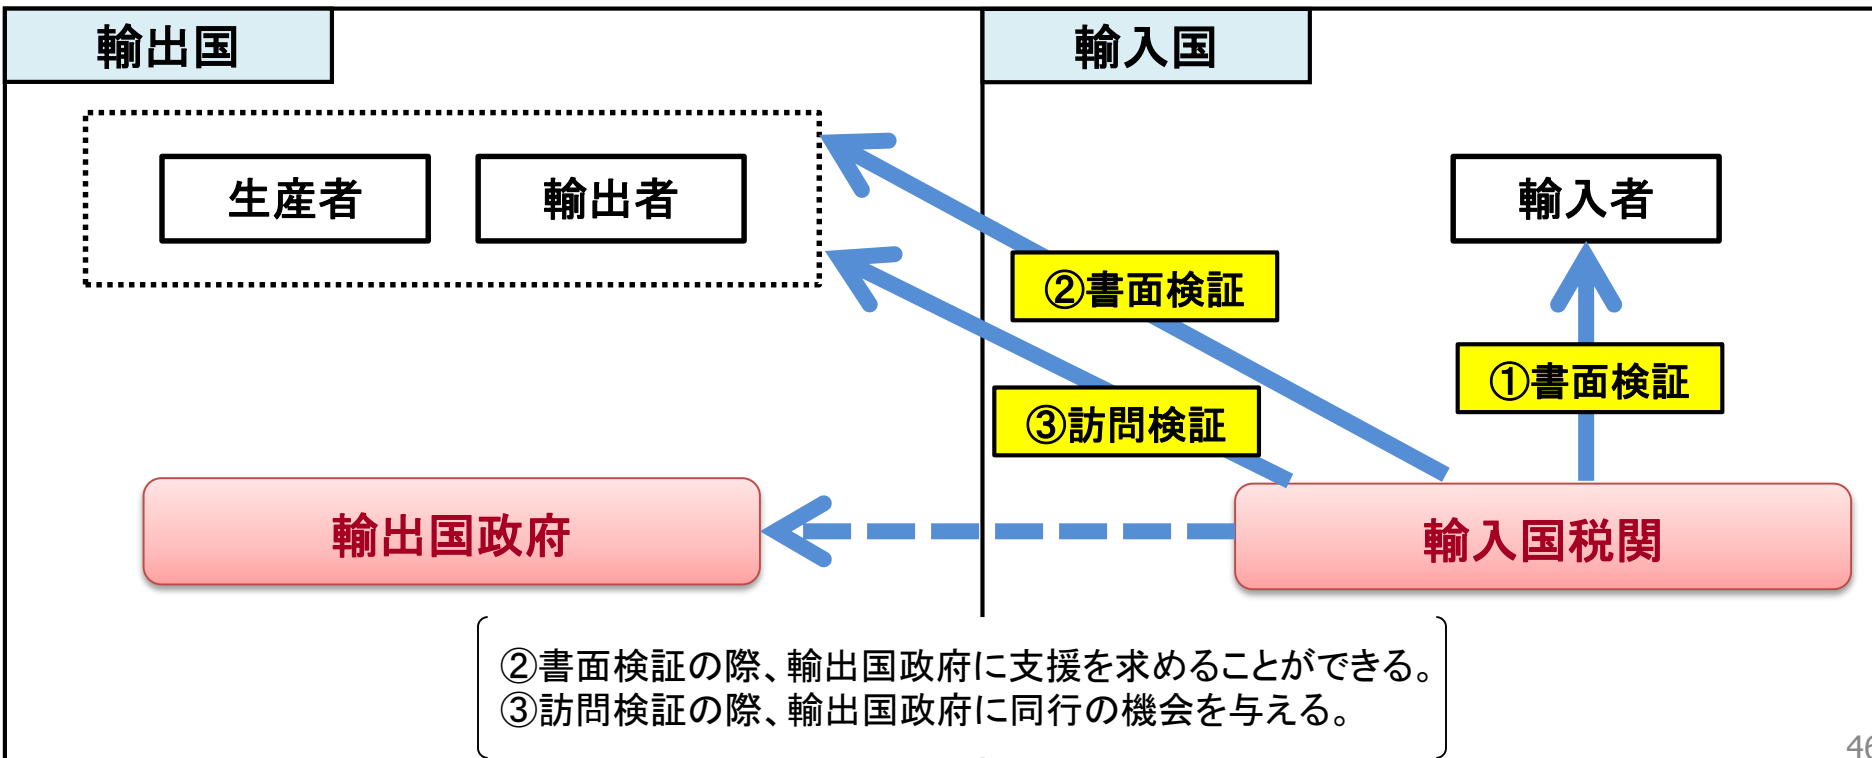 輸出国
輸入国
生産者
輸出者
輸入者
②書面検証
①書面検証
③訪問検証
輸出国政府
輸入国税関
②書面検証の際、輸出国政府に支援を求めることができる。
③訪問検証の際、輸出国政府に同行の機会を与える。
46